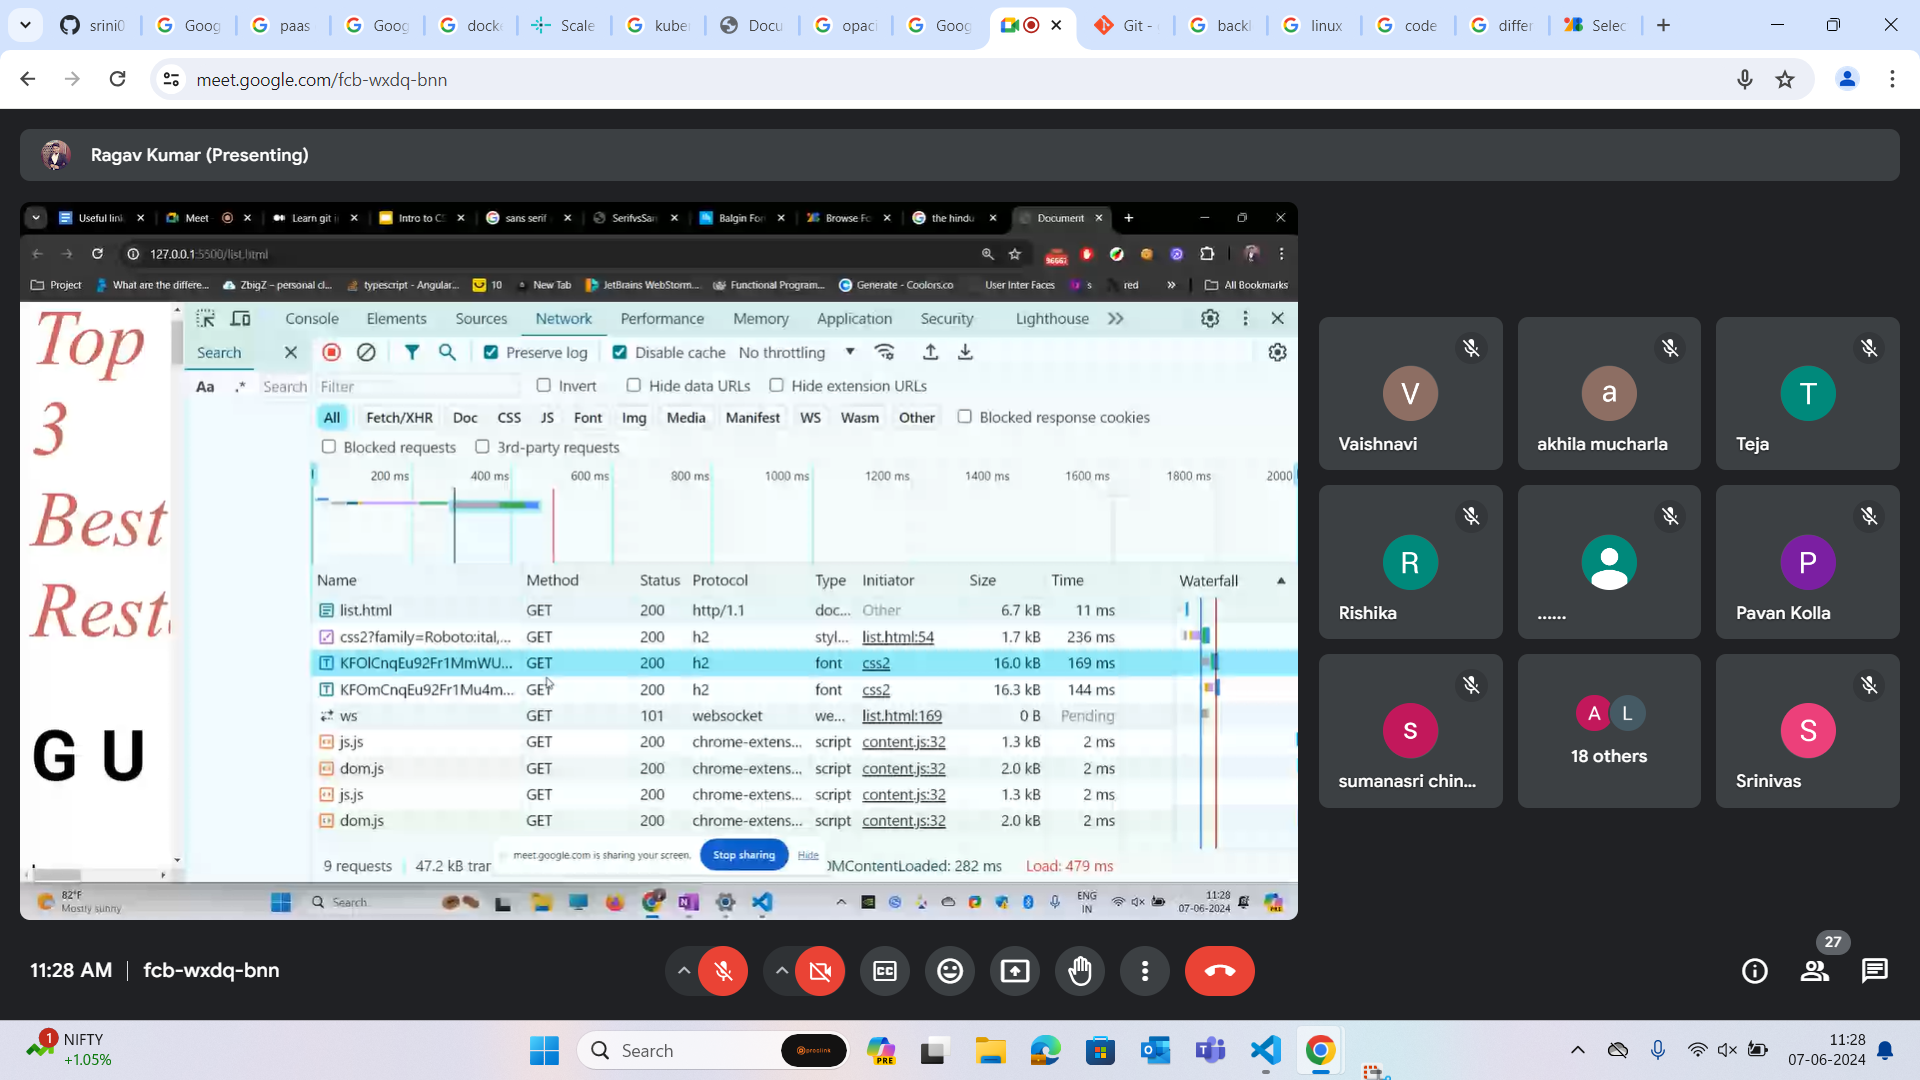 srini0 Goog paas Goog docke Scale kuber Docu opaci Goog Git - backl linux code differ Selec
meet.google.com/fcb-wxdq-bnn
Ragav Kumar (Presenting)
Useful lin Meet Learn git i Intro to CS sans serif SerifvsSan Balgin Fon Browse Fo the hindu Document
127.0.0.1:5500/list.html
Project What are the differe... ZbigZ – personal cl... typescript - Angular... 10 New Tab JetBrains WebStorm... Functional Program... Generate - Coolors.co User Inter Faces s red » All Bookmarks
Top
3
Best
Rest
G U
Console Elements Sources Network Performance Memory Application Security Lighthouse
Search Preserve log Disable cache No throttling
Aa .* Search Filter Invert Hide data URLs Hide extension URLs
All Fetch/XHR Doc CSS JS Font Img Media Manifest WS Wasm Other Blocked response cookies
Blocked requests 3rd-party requests
200 ms 400 ms 600 ms 800 ms 1000 ms 1200 ms 1400 ms 1600 ms 1800 ms 2000
Name Method Status Protocol Type Initiator Size Time Waterfall
list.html GET 200 http/1.1 doc... Other 6.7 kB 11 ms
css2?family=Roboto:ital,... GET 200 h2 styl... list.html:54 1.7 kB 236 ms
KFOlCnqEu92Fr1MmWU... GET 200 h2 font css2 16.0 kB 169 ms
KFOmCnqEu92Fr1Mu4m... GET 200 h2 font css2 16.3 kB 144 ms
ws GET 101 websocket we... list.html:169 0 B Pending
js.js GET 200 chrome-extens... script content.js:32 1.3 kB 2 ms
dom.js GET 200 chrome-extens... script content.js:32 2.0 kB 2 ms
js.js GET 200 chrome-extens... script content.js:32 1.3 kB 2 ms
dom.js GET 200 chrome-extens... script content.js:32 2.0 kB 2 ms
9 requests 47.2 kB tran meet.google.com is sharing your screen. Stop sharing Hide OMContentLoaded: 282 ms Load: 479 ms
82°F
Mostly sunny
Search
ENG
IN
11:28
07-06-2024
V
Vaishnavi
a
akhila mucharla
T
Teja
R
Rishika
......
P
Pavan Kolla
s
sumanasri chin...
A L
18 others
S
Srinivas
11:28 AM fcb-wxdq-bnn
27
1
NIFTY
+1.05%
Search
proclink
PRE
11:28
07-06-2024